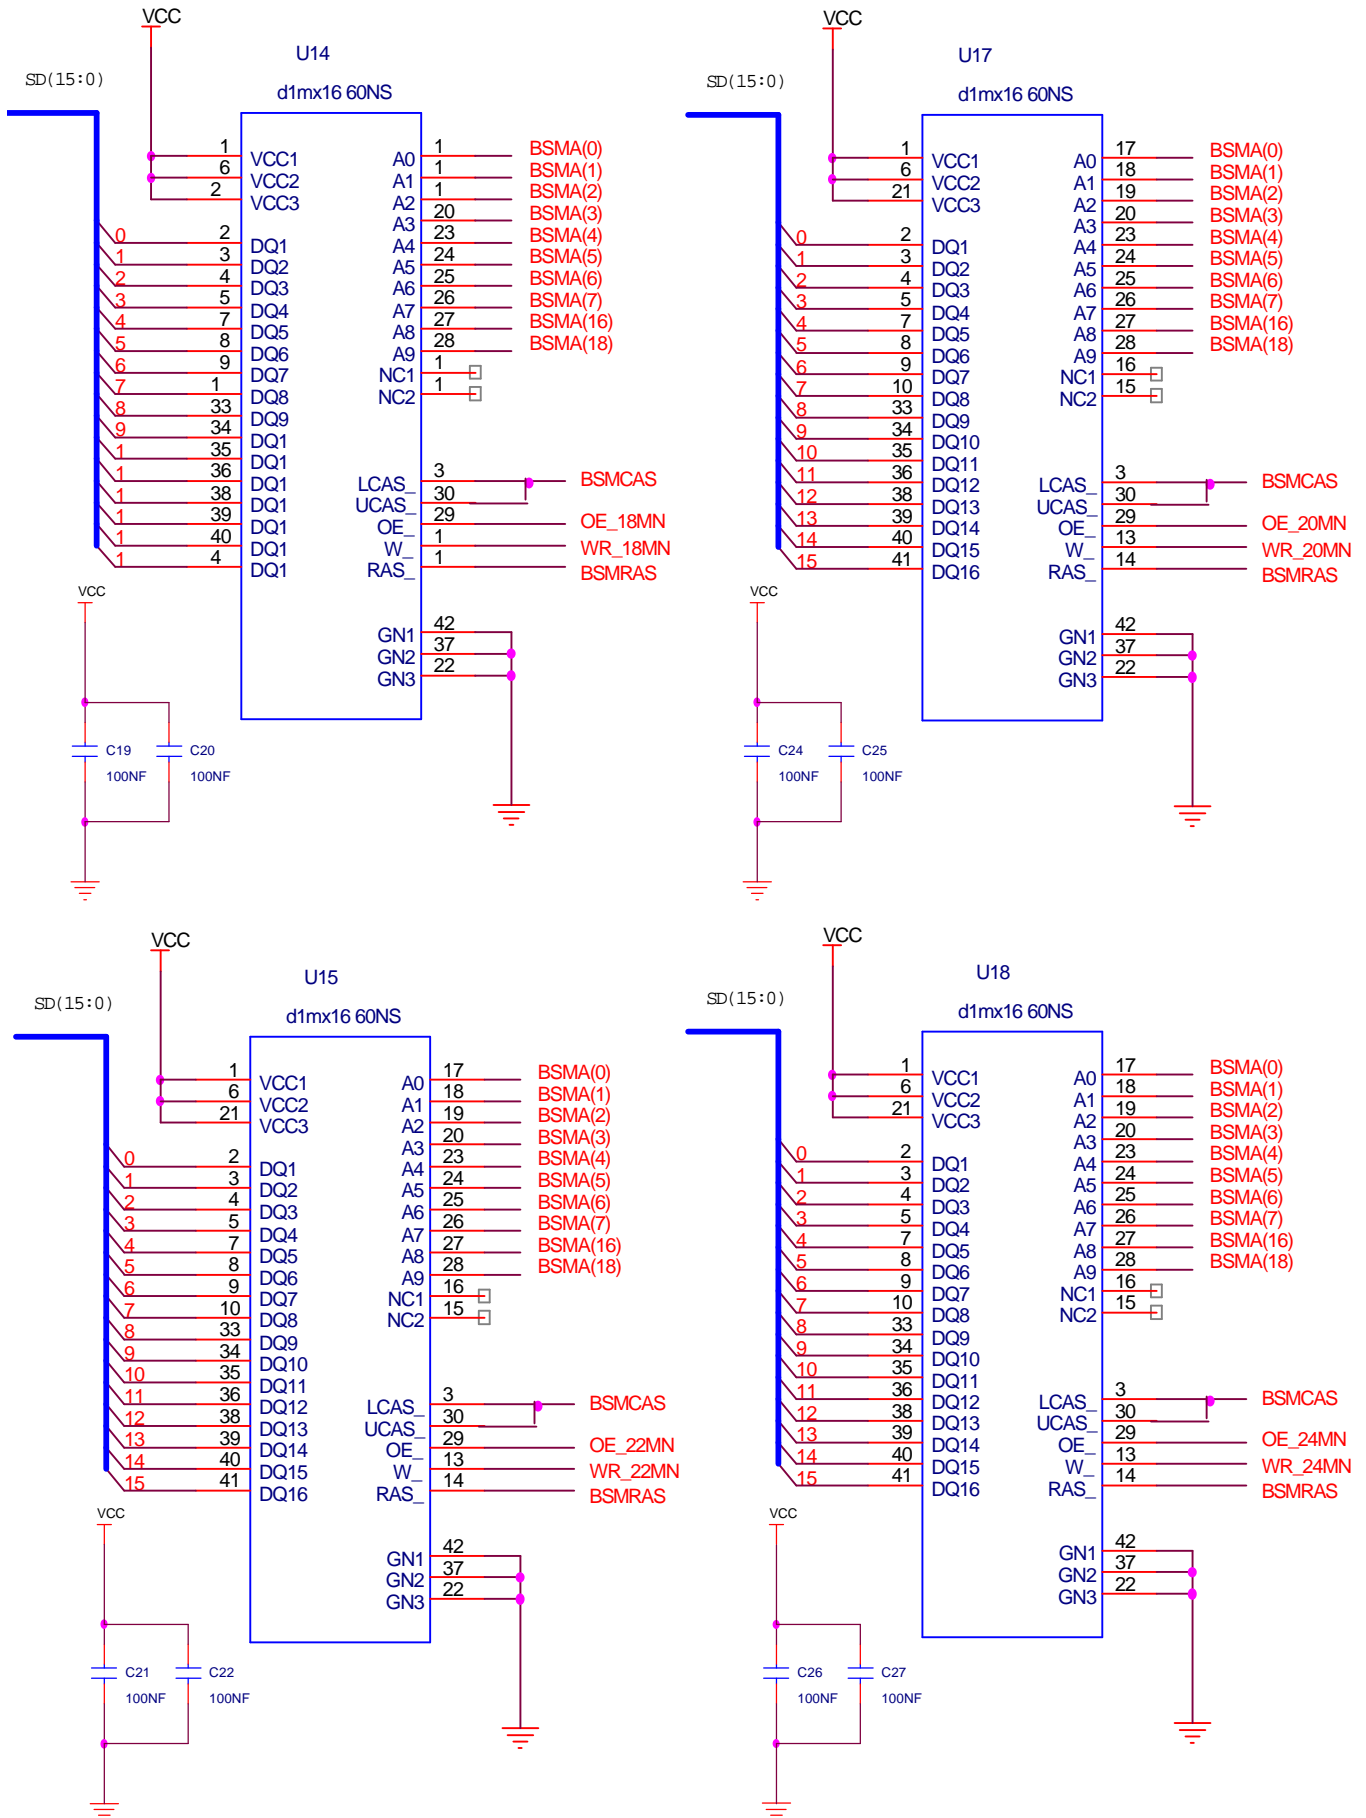 VCC
U14
SD(15:0)
d1mx16 60NS
1 VCC1 A0 1 BSMA(0)
6 VCC2 A1 1 BSMA(1)
2 VCC3 A2 1 BSMA(2)
A3 20 BSMA(3)
0 2 DQ1 A4 23 BSMA(4)
1 3 DQ2 A5 24 BSMA(5)
2 4 DQ3 A6 25 BSMA(6)
3 5 DQ4 A7 26 BSMA(7)
4 7 DQ5 A8 27 BSMA(16)
5 8 DQ6 A9 28 BSMA(18)
6 9 DQ7 NC1 1
7 1 DQ8 NC2 1
8 33 DQ9
9 34 DQ1
1 35 DQ1
1 36 DQ1 LCAS_ 3 BSMCAS
1 38 DQ1 UCAS_ 30
1 39 DQ1 OE_ 29 OE_18MN
1 40 DQ1 W_ 1 WR_18MN
1 4 DQ1 RAS_ 1 BSMRAS
VCC
GN1 42
GN2 37
GN3 22
C19 C20
100NF 100NF
VCC
U17
SD(15:0)
d1mx16 60NS
1 VCC1 A0 17 BSMA(0)
6 VCC2 A1 18 BSMA(1)
21 VCC3 A2 19 BSMA(2)
A3 20 BSMA(3)
0 2 DQ1 A4 23 BSMA(4)
1 3 DQ2 A5 24 BSMA(5)
2 4 DQ3 A6 25 BSMA(6)
3 5 DQ4 A7 26 BSMA(7)
4 7 DQ5 A8 27 BSMA(16)
5 8 DQ6 A9 28 BSMA(18)
6 9 DQ7 NC1 16
7 10 DQ8 NC2 15
8 33 DQ9
9 34 DQ10
10 35 DQ11
11 36 DQ12 LCAS_ 3 BSMCAS
12 38 DQ13 UCAS_ 30
13 39 DQ14 OE_ 29 OE_20MN
14 40 DQ15 W_ 13 WR_20MN
15 41 DQ16 RAS_ 14 BSMRAS
VCC
GN1 42
GN2 37
GN3 22
C24 C25
100NF 100NF
VCC
U15
SD(15:0)
d1mx16 60NS
1 VCC1 A0 17 BSMA(0)
6 VCC2 A1 18 BSMA(1)
21 VCC3 A2 19 BSMA(2)
A3 20 BSMA(3)
0 2 DQ1 A4 23 BSMA(4)
1 3 DQ2 A5 24 BSMA(5)
2 4 DQ3 A6 25 BSMA(6)
3 5 DQ4 A7 26 BSMA(7)
4 7 DQ5 A8 27 BSMA(16)
5 8 DQ6 A9 28 BSMA(18)
6 9 DQ7 NC1 16
7 10 DQ8 NC2 15
8 33 DQ9
9 34 DQ10
10 35 DQ11
11 36 DQ12 LCAS_ 3 BSMCAS
12 38 DQ13 UCAS_ 30
13 39 DQ14 OE_ 29 OE_22MN
14 40 DQ15 W_ 13 WR_22MN
15 41 DQ16 RAS_ 14 BSMRAS
VCC
GN1 42
GN2 37
GN3 22
C21 C22
100NF 100NF
VCC
U18
SD(15:0)
d1mx16 60NS
1 VCC1 A0 17 BSMA(0)
6 VCC2 A1 18 BSMA(1)
21 VCC3 A2 19 BSMA(2)
A3 20 BSMA(3)
0 2 DQ1 A4 23 BSMA(4)
1 3 DQ2 A5 24 BSMA(5)
2 4 DQ3 A6 25 BSMA(6)
3 5 DQ4 A7 26 BSMA(7)
4 7 DQ5 A8 27 BSMA(16)
5 8 DQ6 A9 28 BSMA(18)
6 9 DQ7 NC1 16
7 10 DQ8 NC2 15
8 33 DQ9
9 34 DQ10
10 35 DQ11
11 36 DQ12 LCAS_ 3 BSMCAS
12 38 DQ13 UCAS_ 30
13 39 DQ14 OE_ 29 OE_24MN
14 40 DQ15 W_ 13 WR_24MN
15 41 DQ16 RAS_ 14 BSMRAS
VCC
GN1 42
GN2 37
GN3 22
C26 C27
100NF 100NF